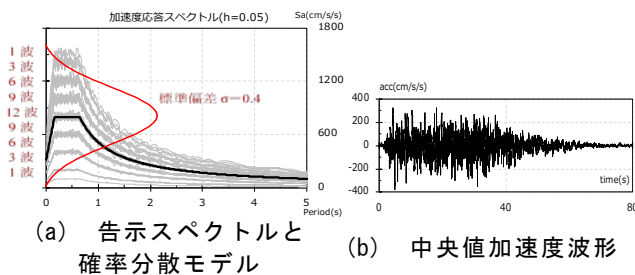 加速度応答スペクトル(h=0.05)
Sa(cm/s/s)
1800
1200
600
0
1 波
3 波
6 波
9 波
12 波
9 波
6 波
3 波
1 波
標準偏差 σ=0.4
0 1 2 3 4 5
Period(s)
(a) 告示スペクトルと
確率分散モデル
(b)
acc(cm/s/s)
400
200
0
-200
-400
time(s)
0 40 80
(b) 中央値加速度波形